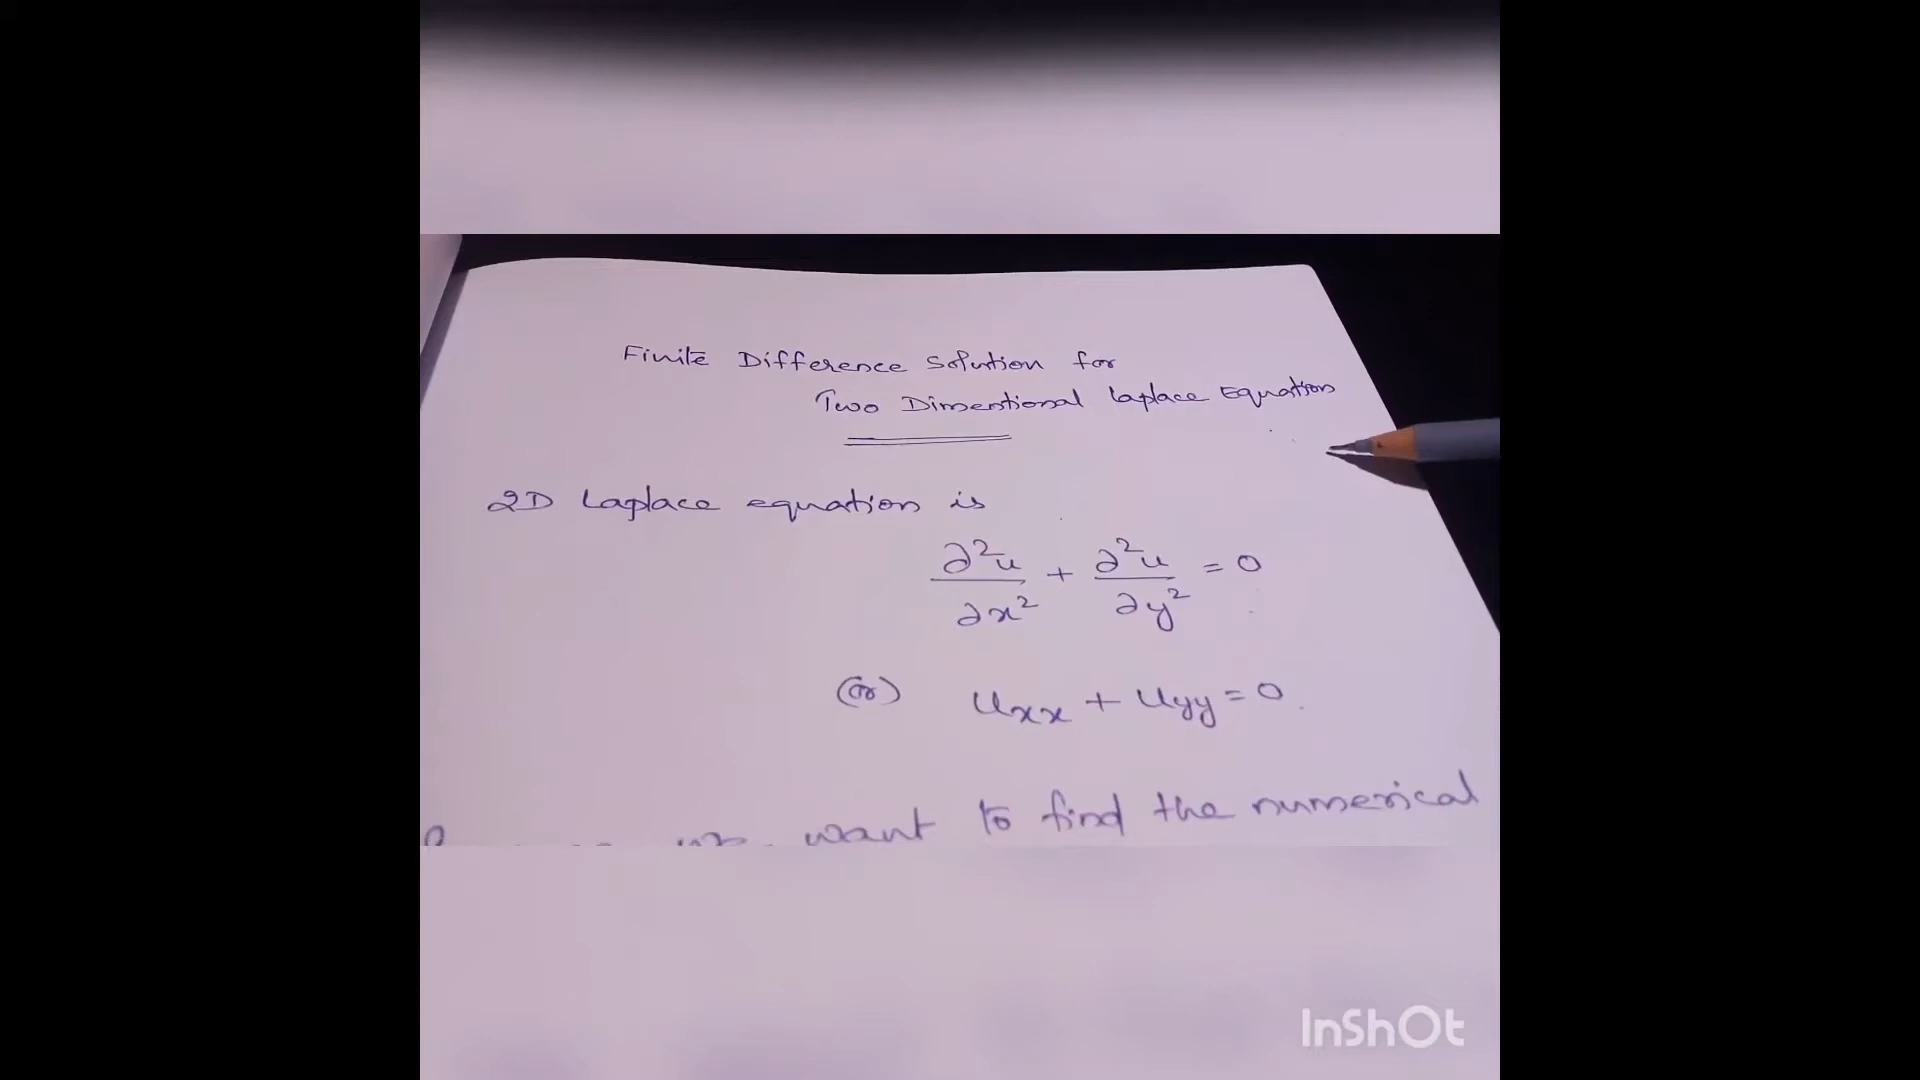 Finite Difference Solution for
Two Dimentional Laplace Equation
2D Laplace equation is
∂²u/∂x² + ∂²u/∂y² = 0
(or) uxx + uyy = 0.
want to find the numerical
InShOt